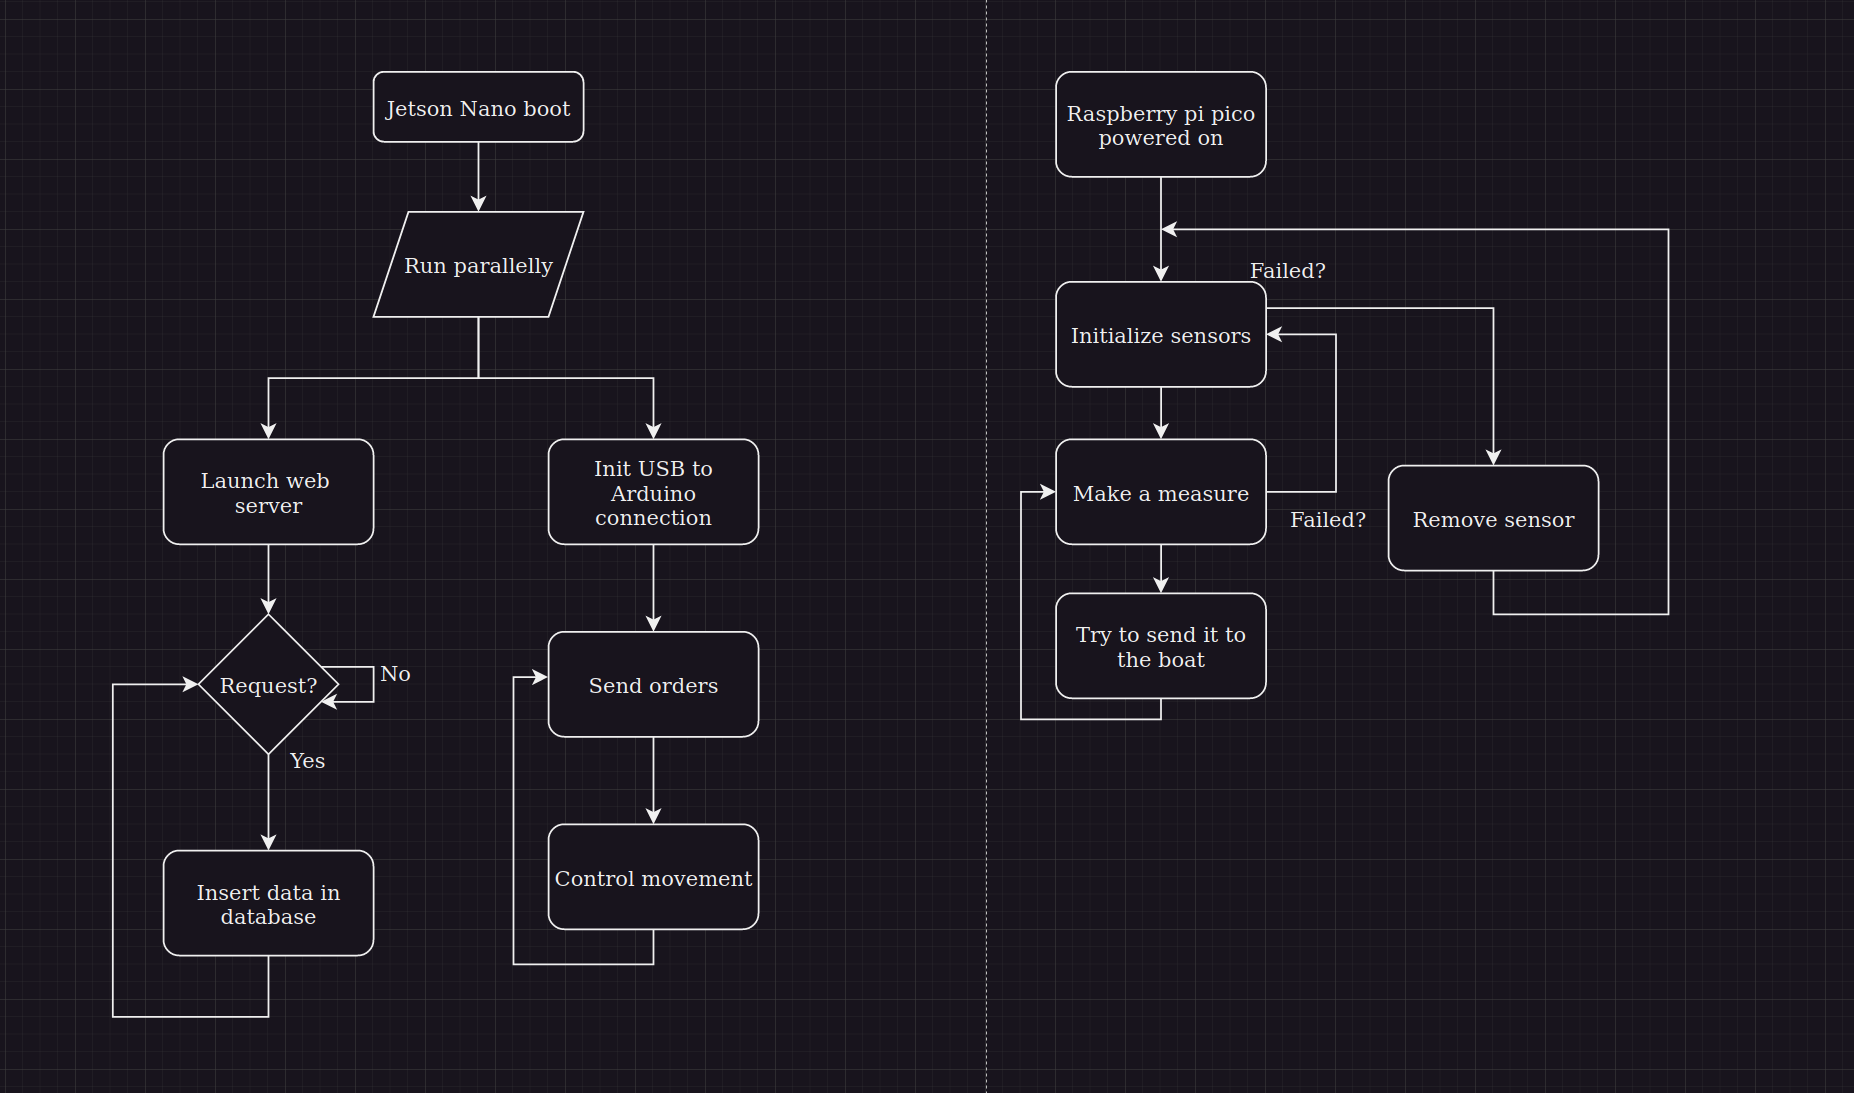 Jetson Nano boot
Run parallelly
Launch web
server
Init USB to
Arduino
connection
Request?
No
Yes
Send orders
Insert data in
database
Control movement
Raspberry pi pico
powered on
Failed?
Initialize sensors
Make a measure
Failed?
Remove sensor
Try to send it to
the boat